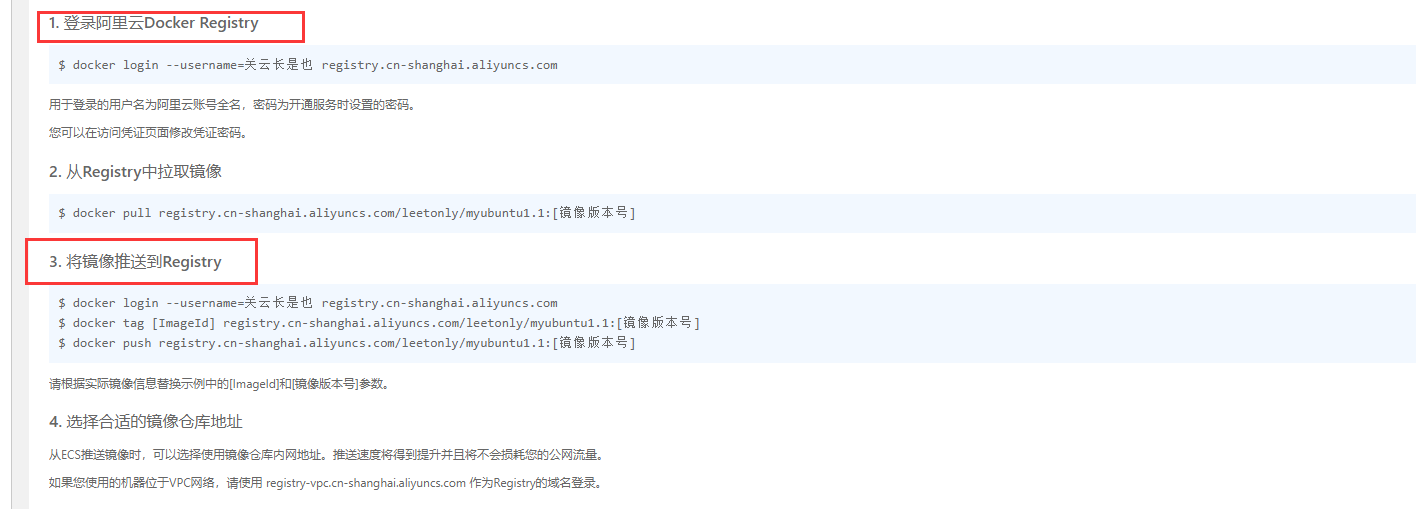 1. 登录阿里云Docker Registry
$ docker login --username=关云长是也 registry.cn-shanghai.aliyuncs.com
用于登录的用户名为阿里云账号全名，密码为开通服务时设置的密码。
您可以在访问凭证页面修改凭证密码。
2. 从Registry中拉取镜像
$ docker pull registry.cn-shanghai.aliyuncs.com/leetonly/myubuntu1.1:[镜像版本号]
3. 将镜像推送到Registry
$ docker login --username=关云长是也 registry.cn-shanghai.aliyuncs.com
$ docker tag [ImageId] registry.cn-shanghai.aliyuncs.com/leetonly/myubuntu1.1:[镜像版本号]
$ docker push registry.cn-shanghai.aliyuncs.com/leetonly/myubuntu1.1:[镜像版本号]
请根据实际镜像信息替换示例中的[ImageId]和[镜像版本号]参数。
4. 选择合适的镜像仓库地址
从ECS推送镜像时，可以选择使用镜像仓库内网地址。推送速度将得到提升并且将不会损耗您的公网流量。
如果您使用的机器位于VPC网络，请使用 registry-vpc.cn-shanghai.aliyuncs.com 作为Registry的域名登录。